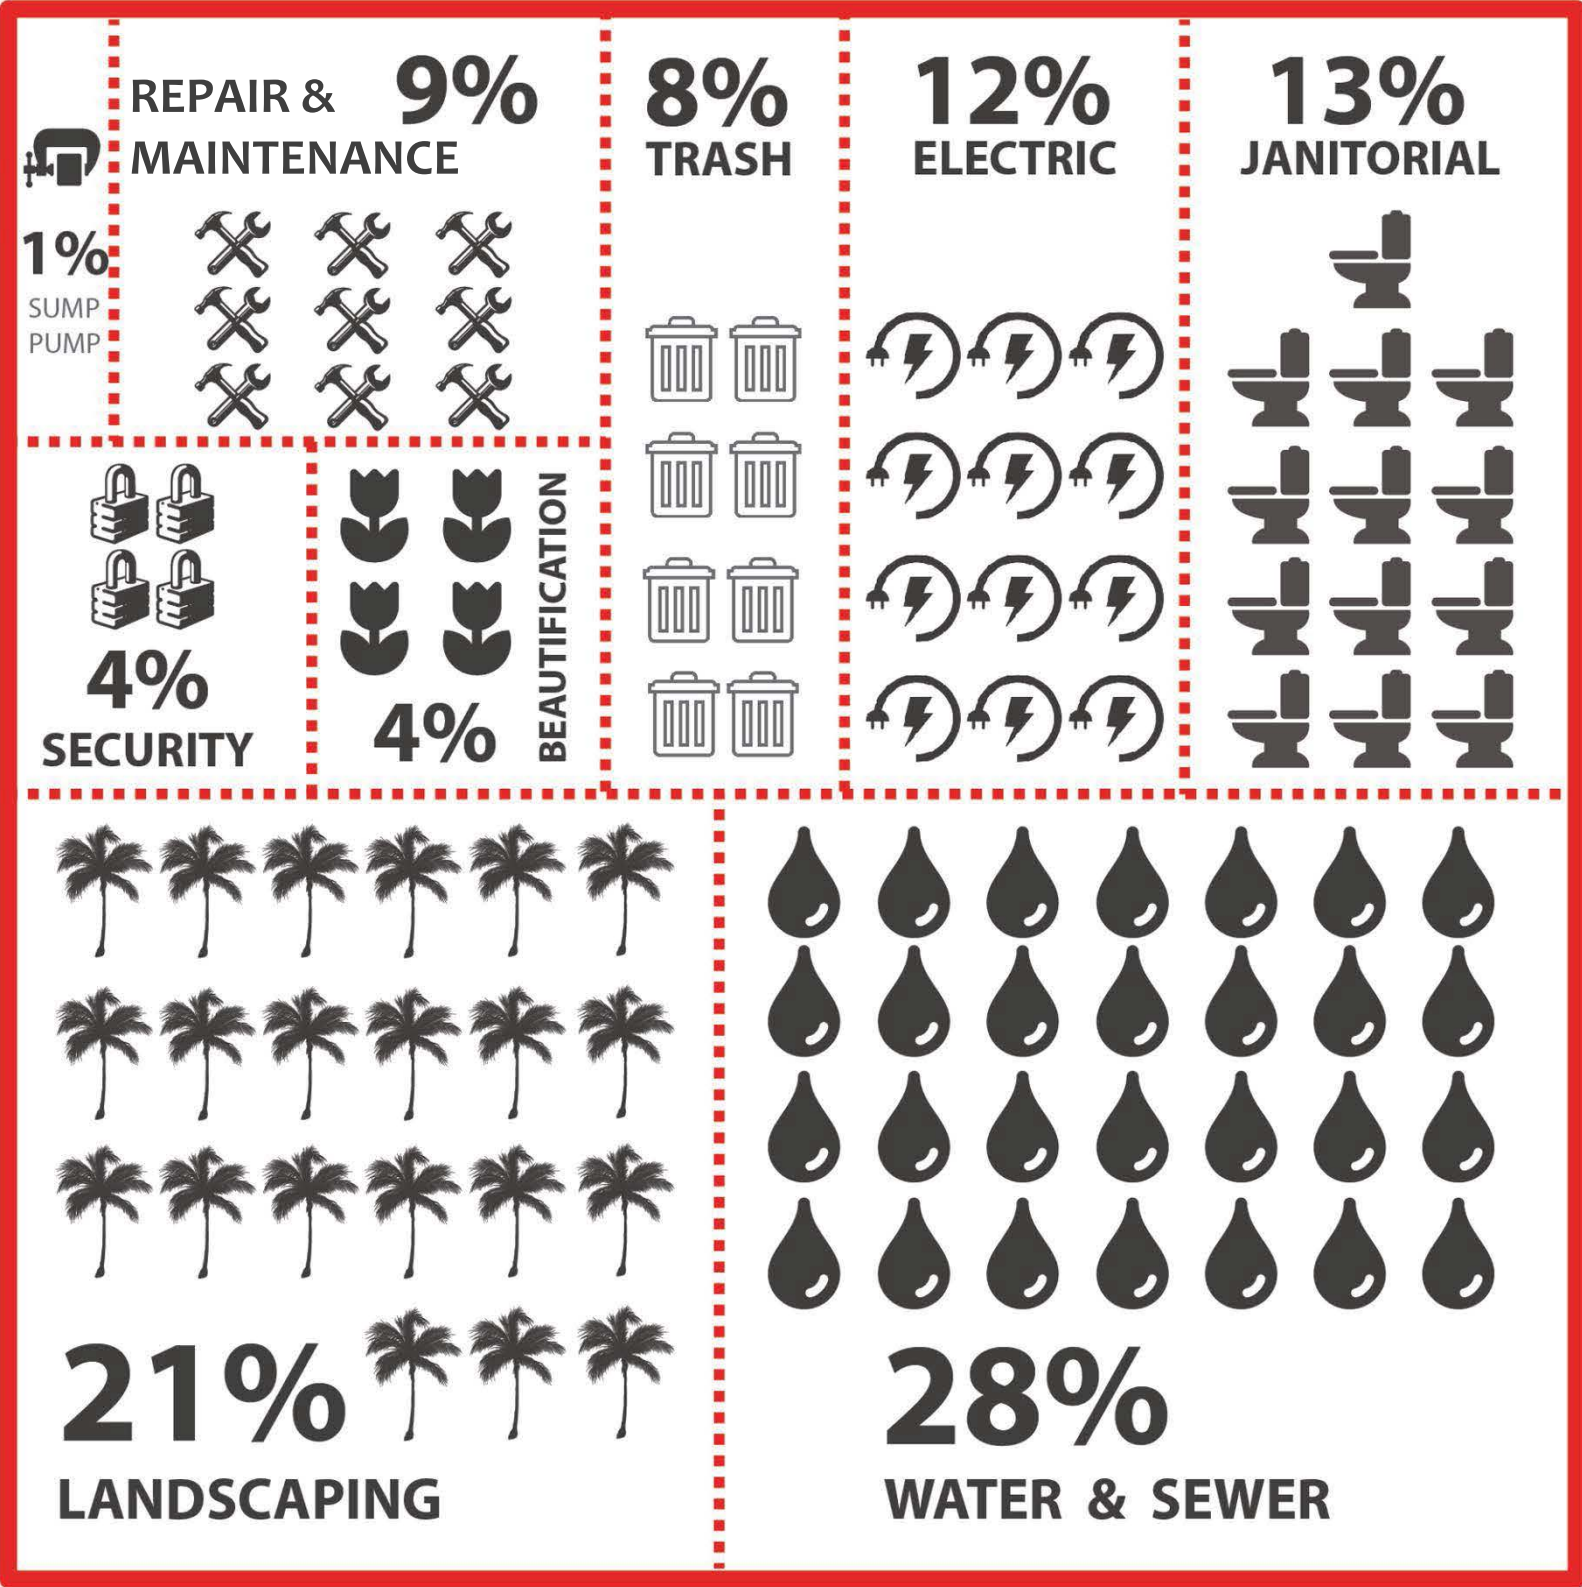 1%
SUMP
PUMP
REPAIR & 9%
MAINTENANCE
8%
TRASH
12%
ELECTRIC
13%
JANITORIAL
4%
SECURITY
4%
BEAUTIFICATION
21%
LANDSCAPING
28%
WATER & SEWER